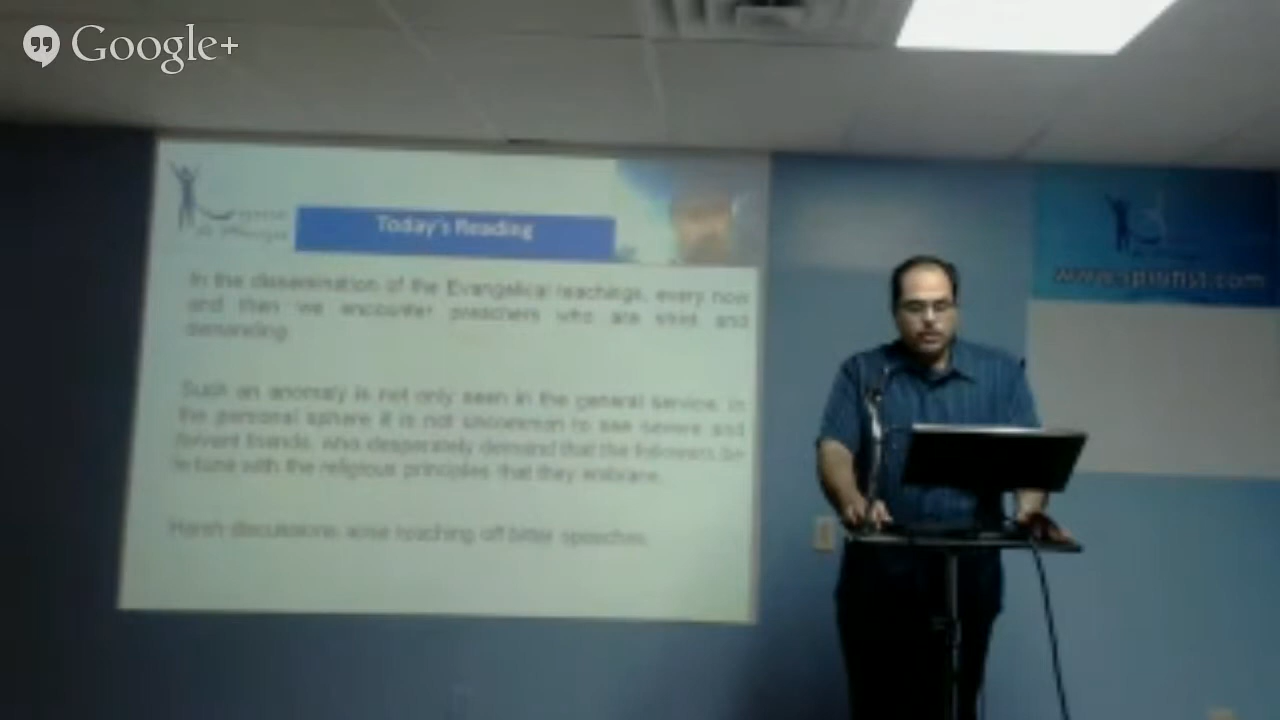 Google+
Today's Reading
In the dissemination of the Evangelical teachings, every now
and then we encounter preachers who are strict and
demanding.
Such an anomaly is not only seen in the general service. In
the personal sphere it is not uncommon to see severe and
fervent friends, who desperately demand that the followers be
in tune with the religious principles that they embrace.
Harsh discussions arise reaching off bitter speeches.
www.spiritist.com